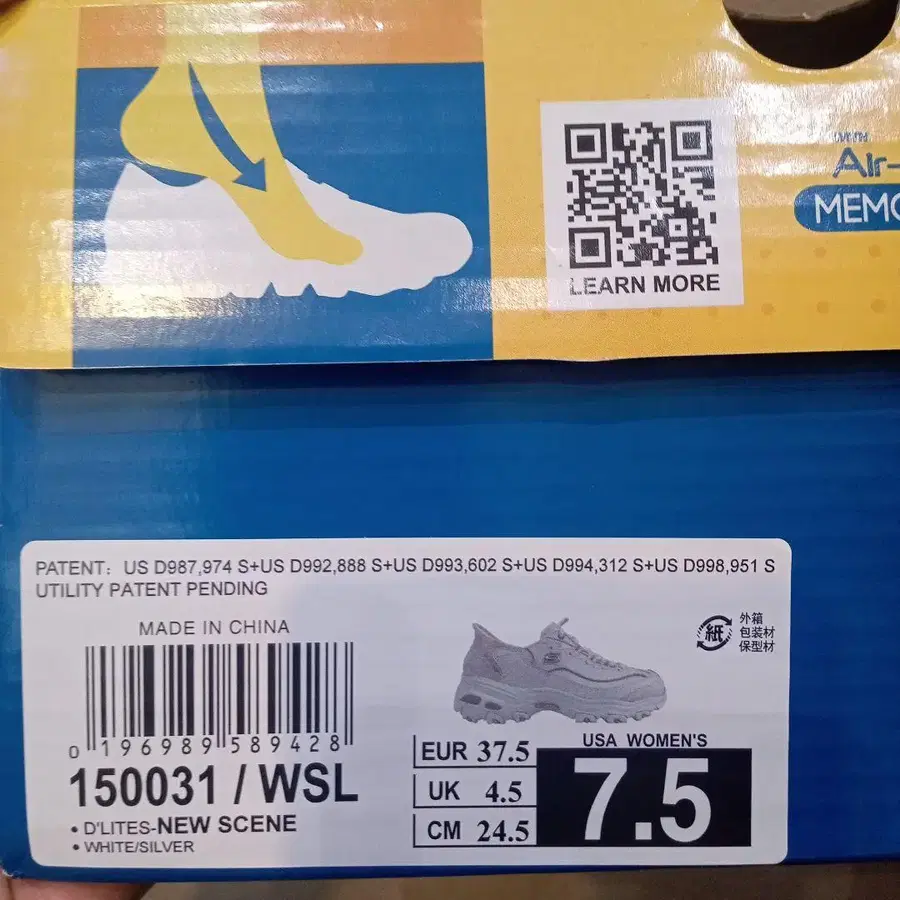 WITH
Air-
MEMO
LEARN MORE
PATENT: US D987,974 S+US D992,888 S+US D993,602 S+US D994,312 S+US D998,951 S
UTILITY PATENT PENDING
MADE IN CHINA
0 196989 589428
150031 / WSL
• D'LITES-NEW SCENE
• WHITE/SILVER
紙
外箱
包装材
保型材
EUR 37.5
UK 4.5
CM 24.5
USA WOMEN'S
7.5